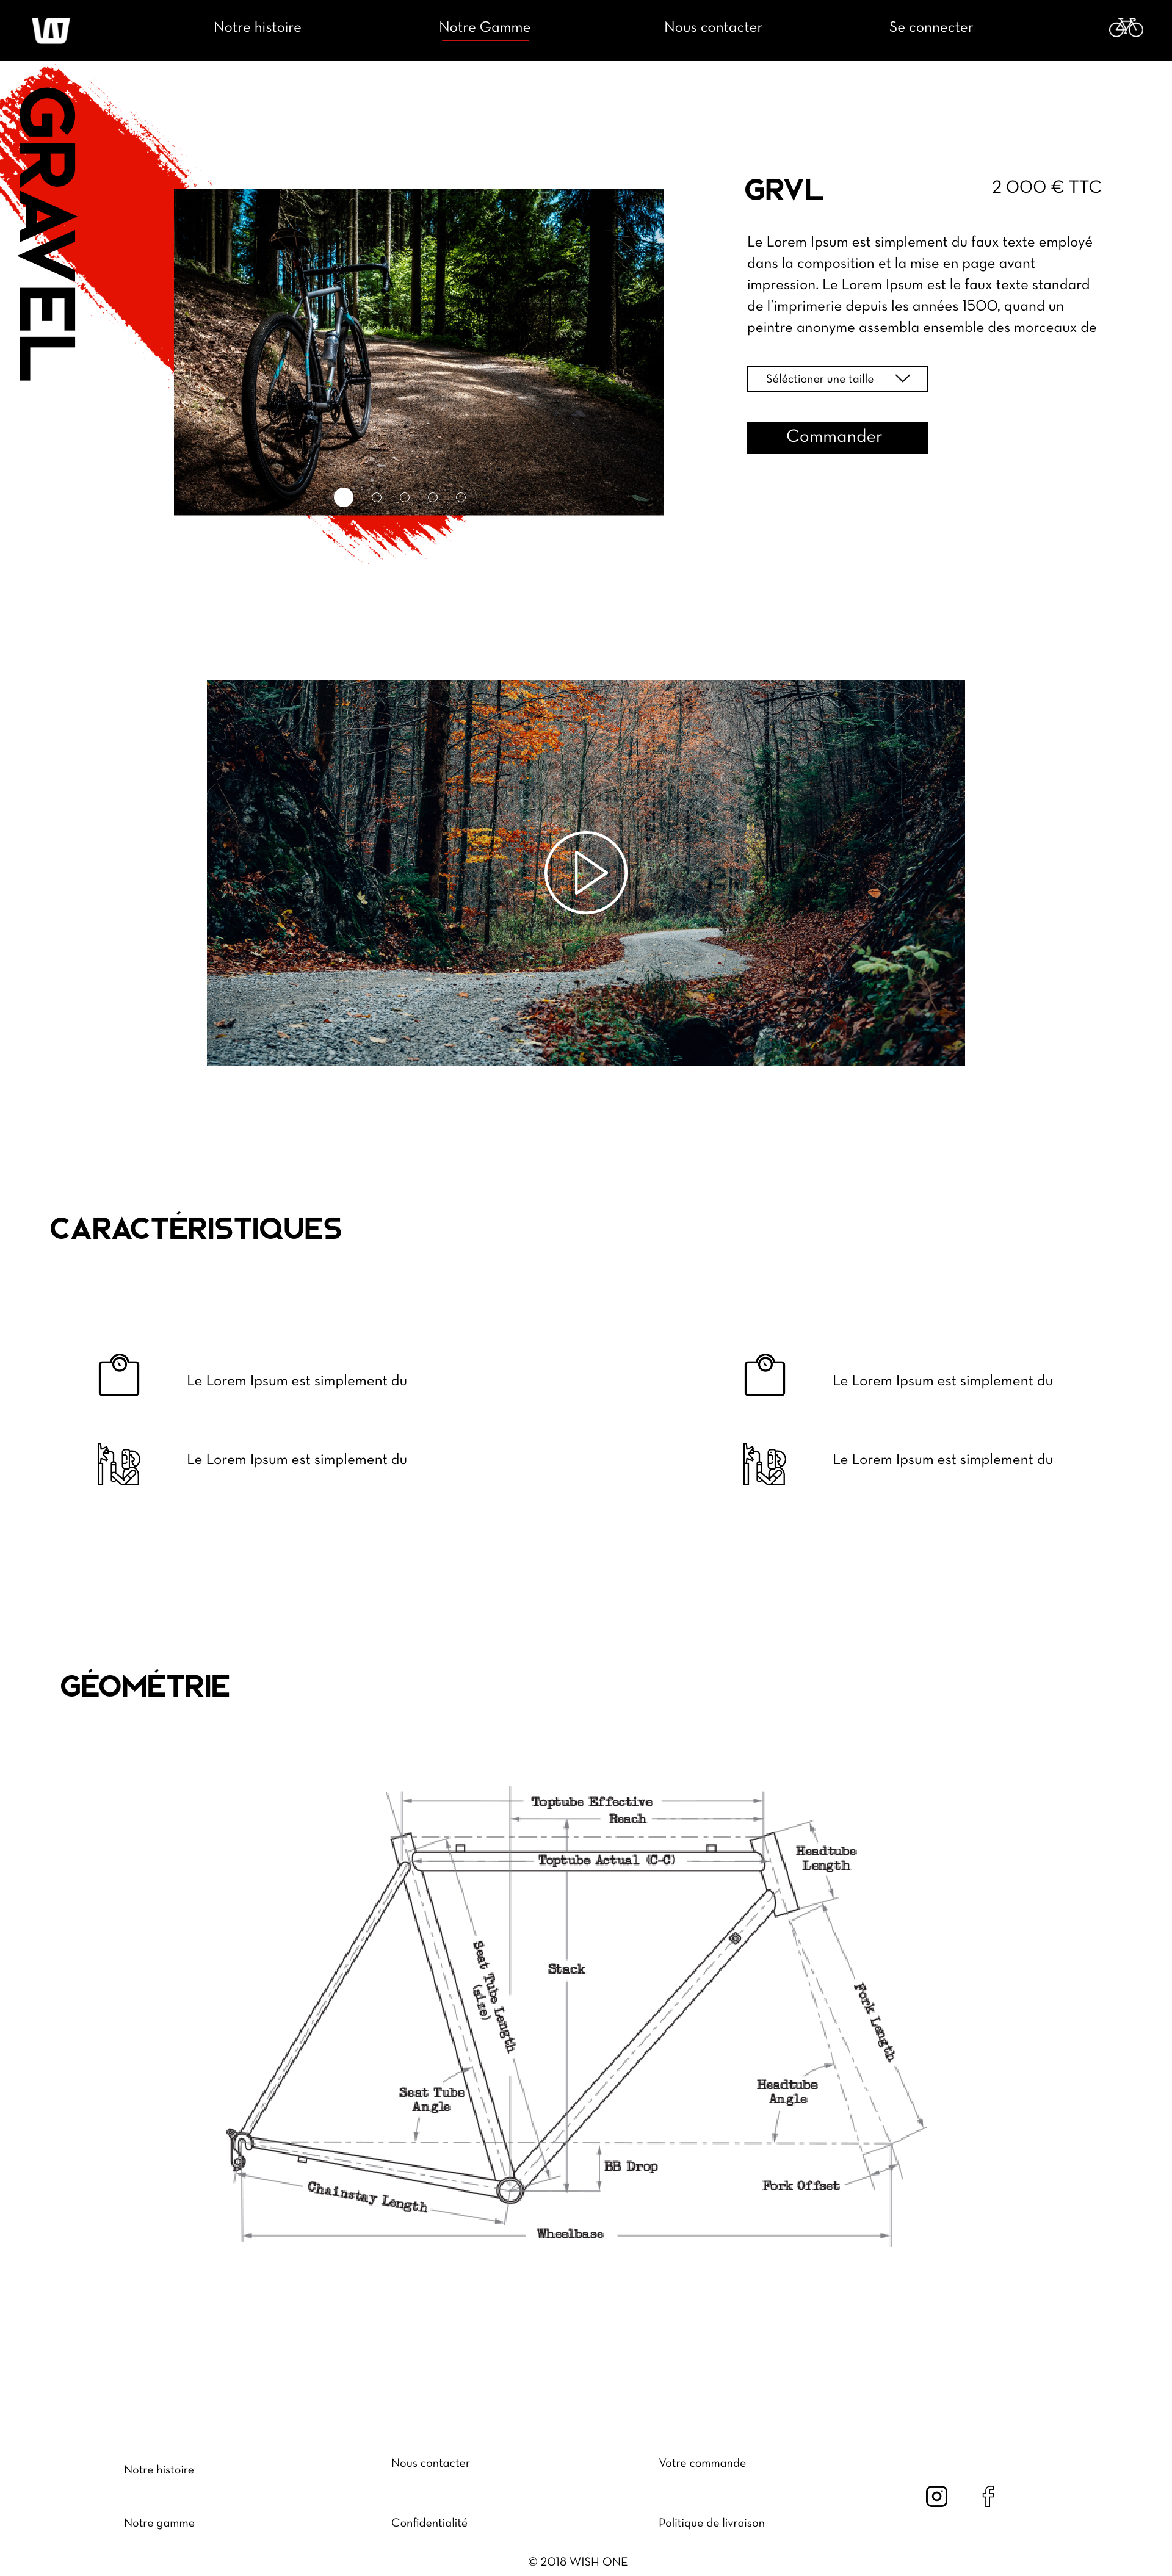 Notre histoire
Notre Gamme
Nous contacter
Se connecter
GRAVEL
GRVL
2 000 € TTC
Le Lorem Ipsum est simplement du faux texte employé
dans la composition et la mise en page avant
impression. Le Lorem Ipsum est le faux texte standard
de l'imprimerie depuis les années 1500, quand un
peintre anonyme assembla ensemble des morceaux de
Séléctioner une taille
Commander
CARACTÉRISTIQUES
Le Lorem Ipsum est simplement du
Le Lorem Ipsum est simplement du
Le Lorem Ipsum est simplement du
Le Lorem Ipsum est simplement du
GÉOMÉTRIE
Toptube Effective
Reach
Toptube Actual (C-C)
Headtube
Length
Seat Tube Length
(size)
Stack
Fork Length
Seat Tube
Angle
Headtube
Angle
BB Drop
Fork Offset
Chainstay Length
Wheelbase
Notre histoire
Nous contacter
Votre commande
Notre gamme
Confidentialité
Politique de livraison
© 2018 WISH ONE